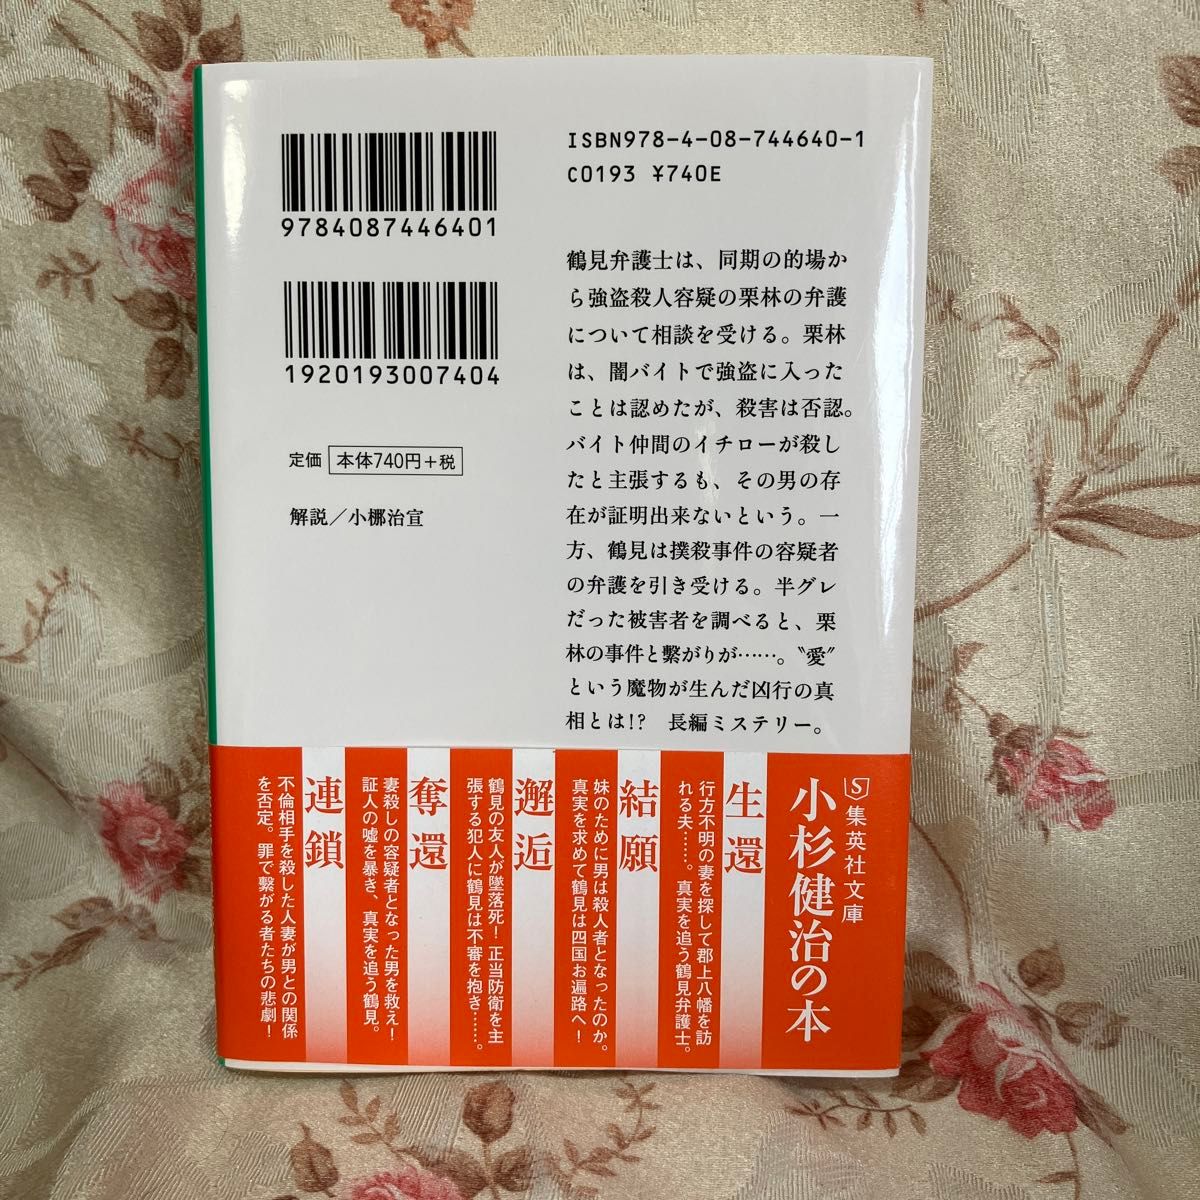 ISBN978-4-08-744640-1
C0193 ¥740E
9784087446401
1920193007404
定価 本体740円+税
解説/小梛治宣
鶴見弁護士は、同期の的場か
ら強盗殺人容疑の栗林の弁護
について相談を受ける。栗林
は、闇バイトで強盗に入った
ことは認めたが、殺害は否認。
バイト仲間のイチローが殺し
たと主張するも、その男の存
在が証明出来ないという。一
方、鶴見は撲殺事件の容疑者
の弁護を引き受ける。半グレ
だった被害者を調べると、栗
林の事件と繫がりが……。〝愛〟
という魔物が生んだ凶行の真
相とは!? 長編ミステリー。
S 集英社文庫
小杉健治の本
生還
行方不明の妻を探して郡上八幡を訪
れる夫……。真実を追う鶴見弁護士。
結願
妹のために男は殺人者となったのか。
真実を求めて鶴見は四国お遍路へ!
邂逅
鶴見の友人が墜落死! 正当防衛を主
張する犯人に鶴見は不審を抱き……。
奪還
妻殺しの容疑者となった男を救え!
証人の嘘を暴き、真実を追う鶴見。
連鎖
不倫相手を殺した人妻が男との関係
を否定。罪で繫がる者たちの悲劇!